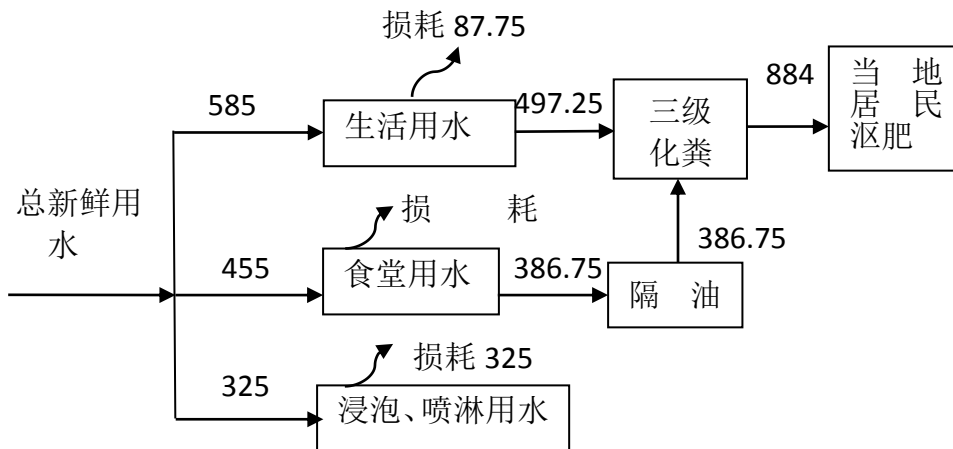 损耗 87.75
585
生活用水
497.25
三级
化粪
884
当 地
居 民
沤肥
总新鲜用
水
损 耗
455
食堂用水
386.75
隔 油
386.75
损耗 325
325
浸泡、喷淋用水